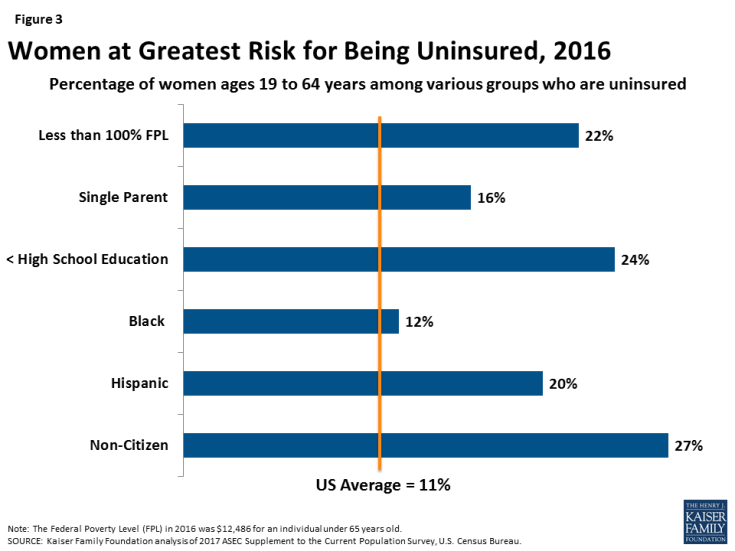 Figure 3
Women at Greatest Risk for Being Uninsured, 2016
Percentage of women ages 19 to 64 years among various groups who are uninsured
Less than 100% FPL
22%
Single Parent
16%
< High School Education
24%
Black
12%
Hispanic
20%
Non-Citizen
27%
US Average = 11%
Note: The Federal Poverty Level (FPL) in 2016 was $12,486 for an individual under 65 years old.
SOURCE: Kaiser Family Foundation analysis of 2017 ASEC Supplement to the Current Population Survey, U.S. Census Bureau.
THE HENRY J.
KAISER
FAMILY
FOUNDATION